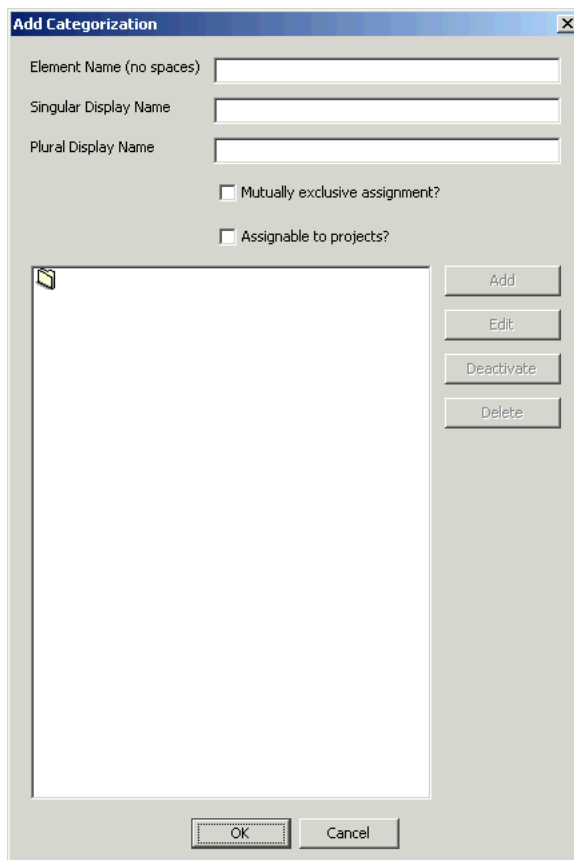 Add Categorization
Element Name (no spaces)
Singular Display Name
Plural Display Name
Mutually exclusive assignment?
Assignable to projects?
Add
Edit
Deactivate
Delete
OK
Cancel